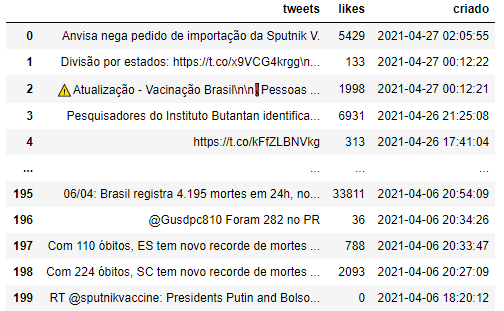 tweets likes criado
0 Anvisa nega pedido de importação da Sputnik V. 5429 2021-04-27 02:05:55
1 Divisão por estados: https://t.co/x9VCG4krgg\n... 133 2021-04-27 00:12:22
2 ⚠️Atualização - Vacinação Brasil\n\n❗Pessoas ... 1998 2021-04-27 00:12:21
3 Pesquisadores do Instituto Butantan identifica... 6931 2021-04-26 21:25:08
4 https://t.co/kFfZLBNVkg 313 2021-04-26 17:41:04
... ... ... ...
195 06/04: Brasil registra 4.195 mortes em 24h, no... 33811 2021-04-06 20:54:09
196 @Gusdpc810 Foram 282 no PR 36 2021-04-06 20:34:26
197 Com 110 óbitos, ES tem novo recorde de mortes ... 788 2021-04-06 20:33:47
198 Com 224 óbitos, SC tem novo recorde de mortes ... 2093 2021-04-06 20:27:09
199 RT @sputnikvaccine: Presidents Putin and Bolso... 0 2021-04-06 18:20:12